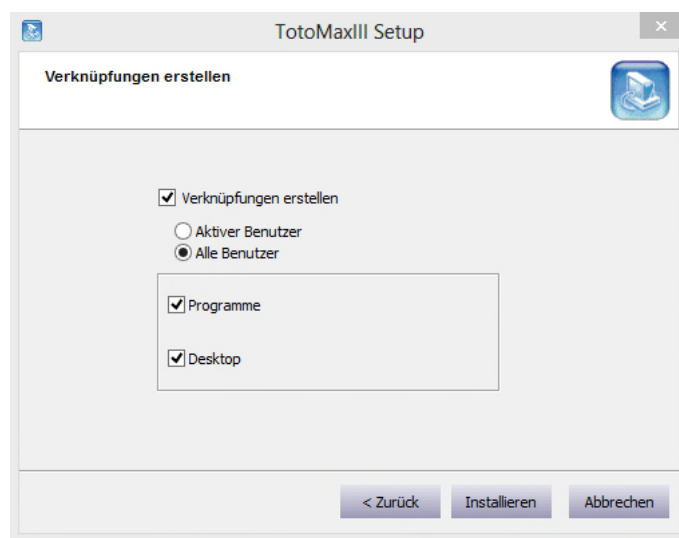 TotoMaxIII Setup
Verknüpfungen erstellen
Verknüpfungen erstellen
Aktiver Benutzer
Alle Benutzer
Programme
Desktop
< Zurück Installieren Abbrechen